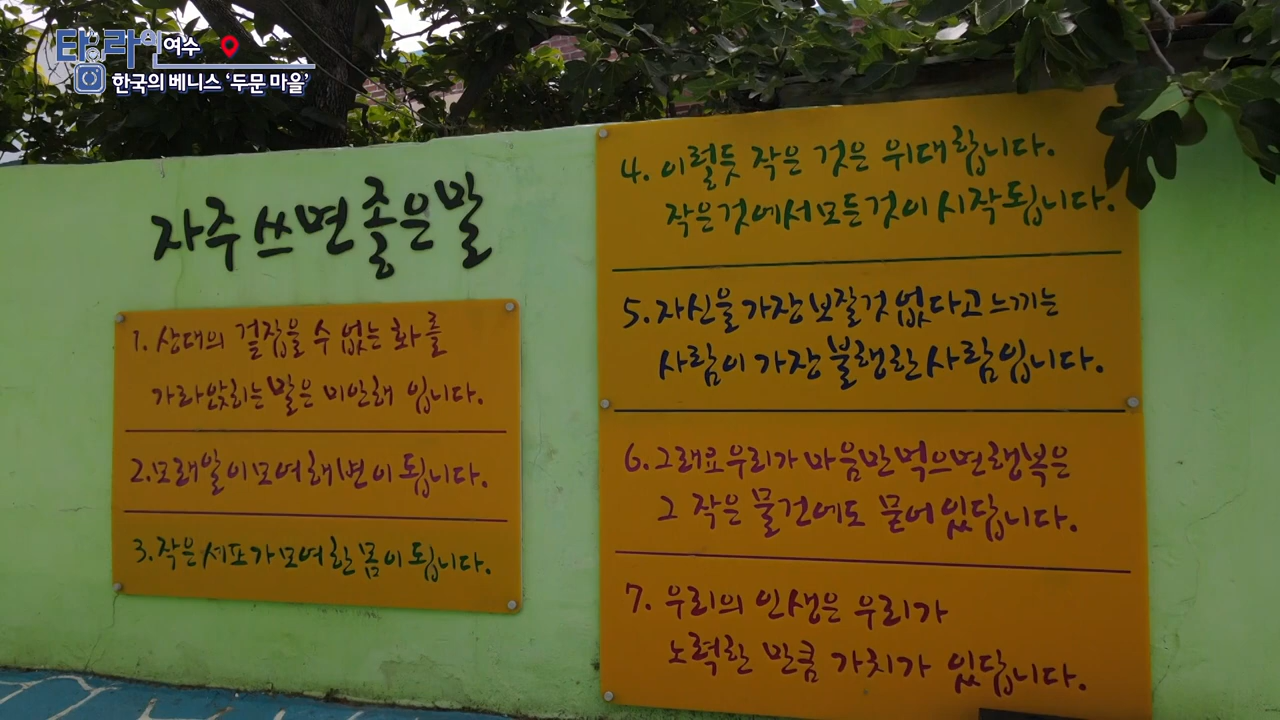 타라이 여수
한국의 베니스 '두문 마을'
자주 쓰면 좋은말
1. 상대의 걷잡을 수 없는 화를
가라앉히는 말은 미안해 입니다.
2. 모래알이 모여 해변이 됩니다.
3. 작은 세포가 모여 한 몸이 됩니다.
4. 이렇듯 작은 것은 위대합니다.
작은것에서 모든것이 시작됩니다.
5. 자신을 가장 보잘것 없다고 느끼는
사람이 가장 불행한 사람입니다.
6. 그래요 우리가 마음만 먹으면 행복은
그 작은 물건에도 묻어 있답니다.
7. 우리의 인생은 우리가
노력한 만큼 가치가 있답니다.